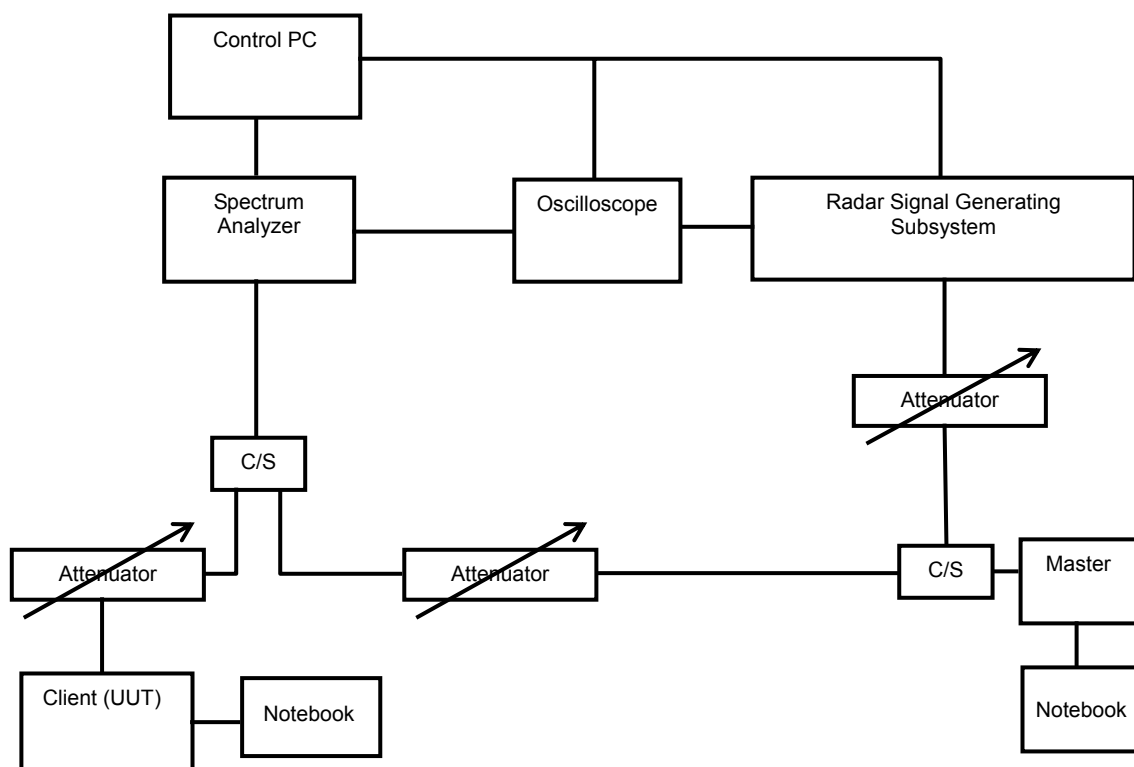 Control PC
Spectrum
Analyzer
Oscilloscope
Radar Signal Generating
Subsystem
Attenuator
C/S
Attenuator
Attenuator
C/S
Master
Client (UUT)
Notebook
Notebook